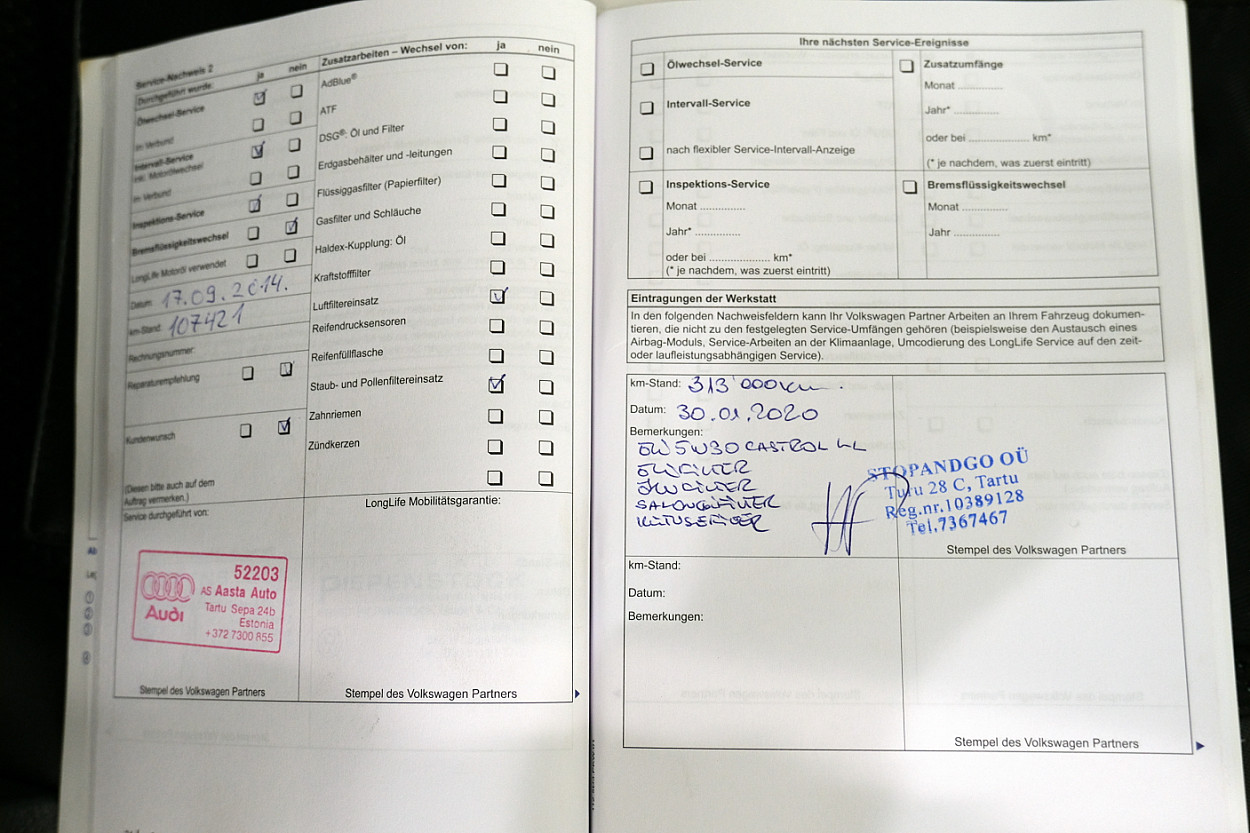 Service-Nachweis 2
ja nein
Durchgeführt wurde:
Ölwechsel-Service
im Verbund
Intervall-Service
inkl. Motorölwechsel
im Verbund
Inspektions-Service
Bremsflüssigkeitswechsel
LongLife Motoröl verwendet
Datum: 17.09.2014.
km-Stand: 107421
Rechnungsnummer:
Reparaturempfehlung
Kundenwunsch
(Diesen bitte auch auf dem
Auftrag vermerken.)
Service durchgeführt von:
52203
AS Aasta Auto
Tartu Sepa 24b
Estonia
+372 7300 855
Audi
Stempel des Volkswagen Partners
Zusatzarbeiten – Wechsel von: ja nein
AdBlue®
ATF
DSG®: Öl und Filter
Erdgasbehälter und -leitungen
Flüssiggasfilter (Papierfilter)
Gasfilter und Schläuche
Haldex-Kupplung: Öl
Kraftstofffilter
Luftfiltereinsatz
Reifendrucksensoren
Reifenfüllflasche
Staub- und Pollenfiltereinsatz
Zahnriemen
Zündkerzen
LongLife Mobilitätsgarantie:
Stempel des Volkswagen Partners
Ihre nächsten Service-Ereignisse
Ölwechsel-Service
Intervall-Service
nach flexibler Service-Intervall-Anzeige
Zusatzumfänge
Monat ..............
Jahr* ..............
oder bei ................... km*
(* je nachdem, was zuerst eintritt)
Inspektions-Service
Monat ..............
Jahr* ..............
oder bei ................... km*
(* je nachdem, was zuerst eintritt)
Bremsflüssigkeitswechsel
Monat ..............
Jahr ..............
Eintragungen der Werkstatt
In den folgenden Nachweisfeldern kann Ihr Volkswagen Partner Arbeiten an Ihrem Fahrzeug dokumen-
tieren, die nicht zu den festgelegten Service-Umfängen gehören (beispielsweise den Austausch eines
Airbag-Moduls, Service-Arbeiten an der Klimaanlage, Umcodierung des LongLife Service auf den zeit-
oder laufleistungsabhängigen Service).
km-Stand: 313'000km.
Datum: 30.01.2020
Bemerkungen:
ÕLI 5W30 CASTROL LL
ÕLIFILTER
ÕHUFILTER
SALONGIFILTER
KÜTUSEFILTER
STOPANDGO OÜ
Turu 28 C, Tartu
Reg.nr.10389128
Tel.7367467
Stempel des Volkswagen Partners
km-Stand:
Datum:
Bemerkungen:
Stempel des Volkswagen Partners